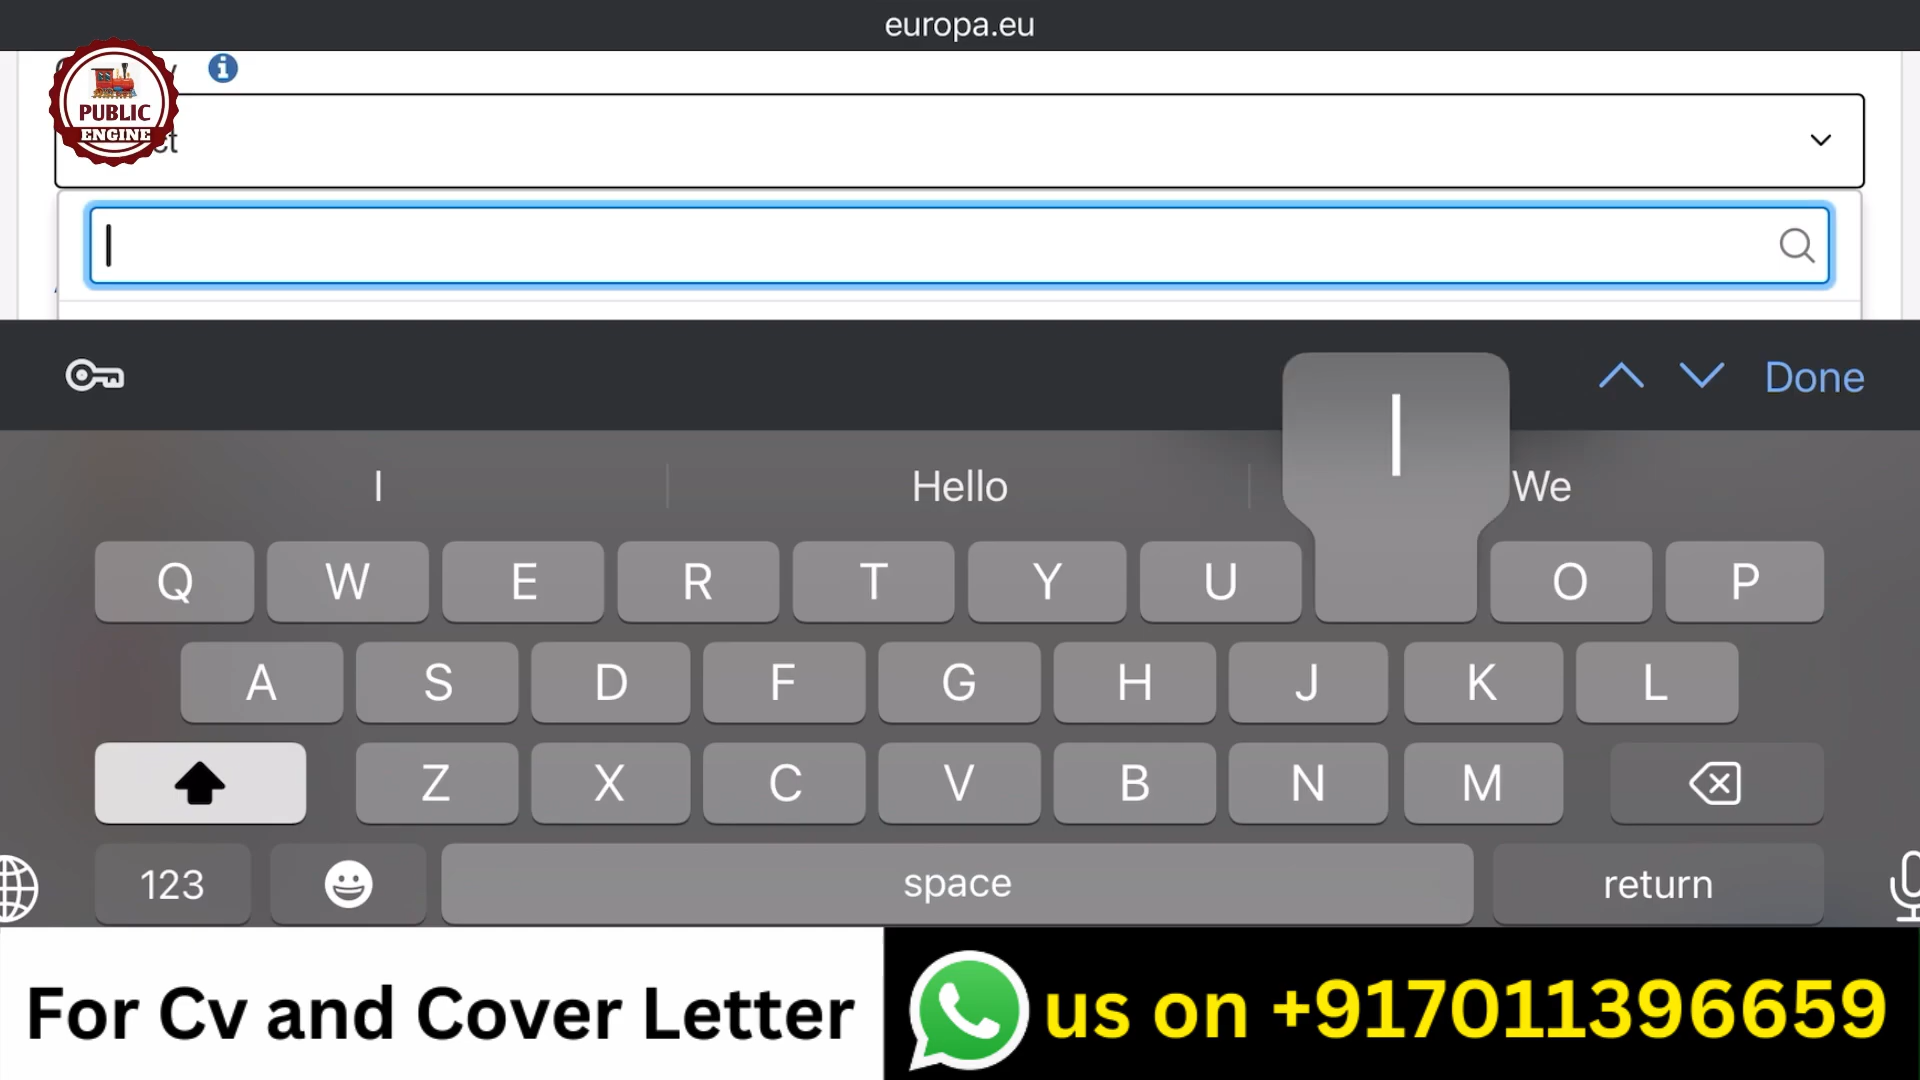 europa.eu
PUBLIC
ENGINE
I
Done
I Hello We
Q W E R T Y U O P
A S D F G H J K L
Z X C V B N M
123 space return
For Cv and Cover Letter us on +917011396659